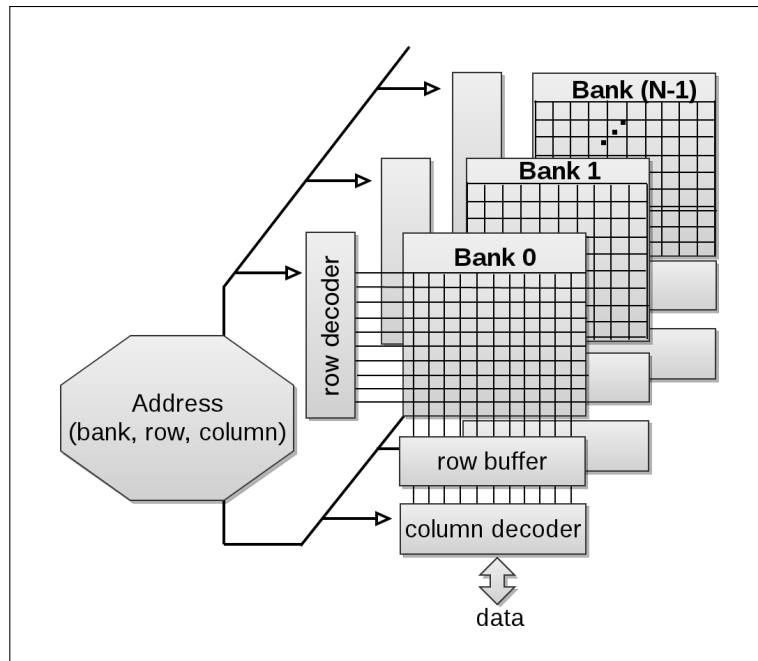 Bank (N-1)
Bank 1
Bank 0
row decoder
Address
(bank, row, column)
row buffer
column decoder
data